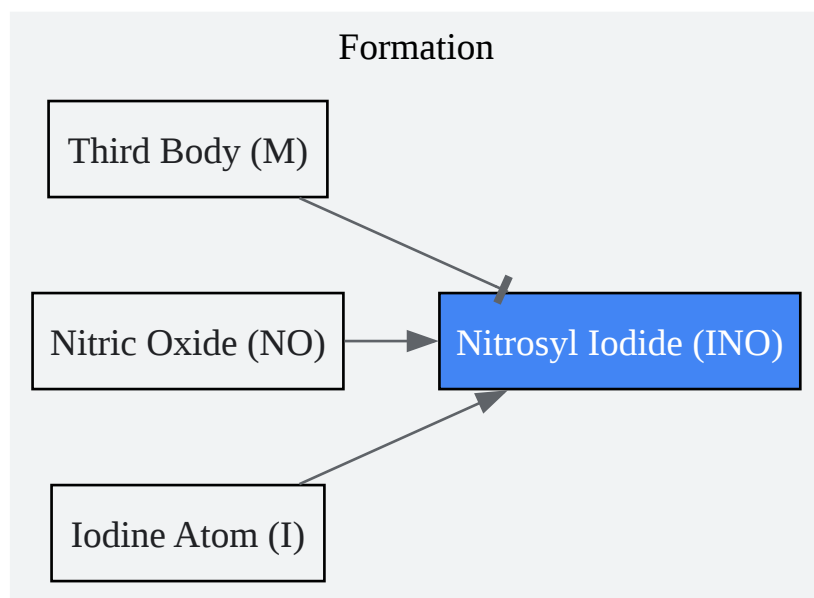 Formation
Third Body (M)
Nitric Oxide (NO)
Nitrosyl Iodide (INO)
Iodine Atom (I)